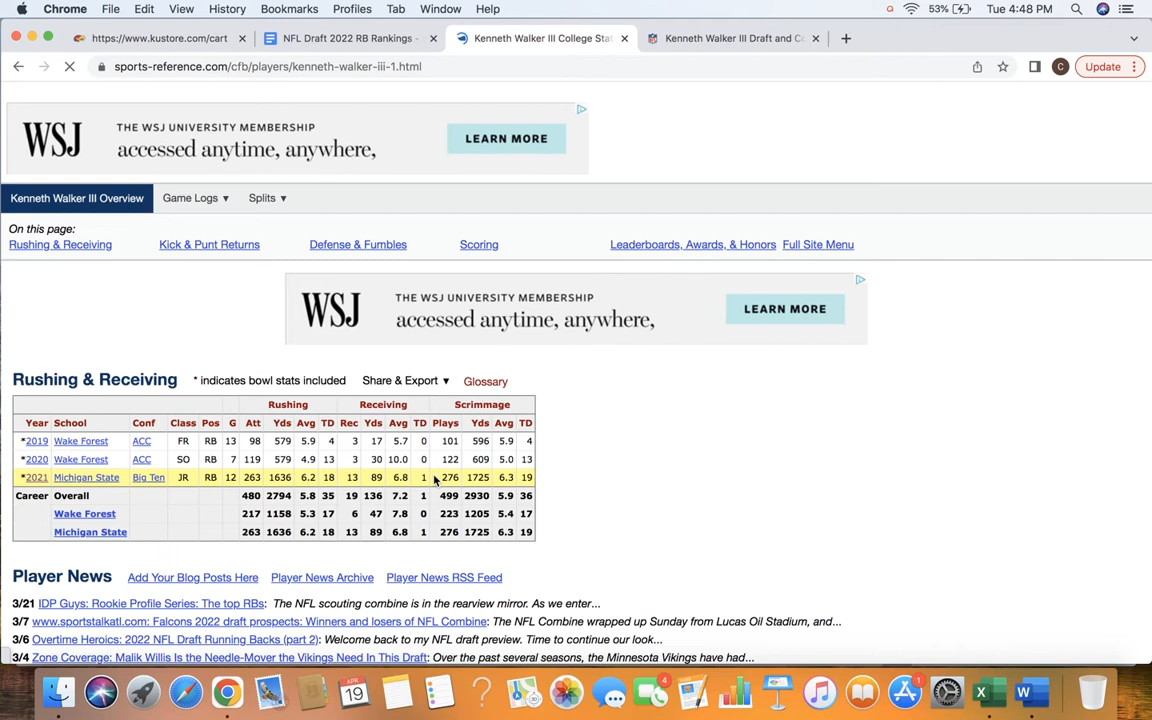 Chrome File Edit View History Bookmarks Profiles Tab Window Help 53% Tue 4:48 PM
https://www.kustore.com/cart NFL Draft 2022 RB Rankings - Kenneth Walker III College Sta Kenneth Walker III Draft and Co
sports-reference.com/cfb/players/kenneth-walker-iii-1.html C Update
WSJ THE WSJ UNIVERSITY MEMBERSHIP
accessed anytime, anywhere, LEARN MORE
Kenneth Walker III Overview Game Logs ▼ Splits ▼
On this page:
Rushing & Receiving Kick & Punt Returns Defense & Fumbles Scoring Leaderboards, Awards, & Honors Full Site Menu
WSJ THE WSJ UNIVERSITY MEMBERSHIP
accessed anytime, anywhere, LEARN MORE
Rushing & Receiving * indicates bowl stats included Share & Export ▼ Glossary
Rushing Receiving Scrimmage
Year School Conf Class Pos G Att Yds Avg TD Rec Yds Avg TD Plays Yds Avg TD
*2019 Wake Forest ACC FR RB 13 98 579 5.9 4 3 17 5.7 0 101 596 5.9 4
*2020 Wake Forest ACC SO RB 7 119 579 4.9 13 3 30 10.0 0 122 609 5.0 13
*2021 Michigan State Big Ten JR RB 12 263 1636 6.2 18 13 89 6.8 1 276 1725 6.3 19
Career Overall 480 2794 5.8 35 19 136 7.2 1 499 2930 5.9 36
Wake Forest 217 1158 5.3 17 6 47 7.8 0 223 1205 5.4 17
Michigan State 263 1636 6.2 18 13 89 6.8 1 276 1725 6.3 19
Player News Add Your Blog Posts Here Player News Archive Player News RSS Feed
3/21 IDP Guys: Rookie Profile Series: The top RBs: The NFL scouting combine is in the rearview mirror. As we enter...
3/7 www.sportstalkatl.com: Falcons 2022 draft prospects: Winners and losers of NFL Combine: The NFL Combine wrapped up Sunday from Lucas Oil Stadium, and...
3/6 Overtime Heroics: 2022 NFL Draft Running Backs (part 2): Welcome back to my NFL draft preview. Time to continue our look...
3/4 Zone Coverage: Malik Willis Is the Needle-Mover the Vikings Need In This Draft: Over the past several seasons, the Minnesota Vikings have had...
APR
19
4
1